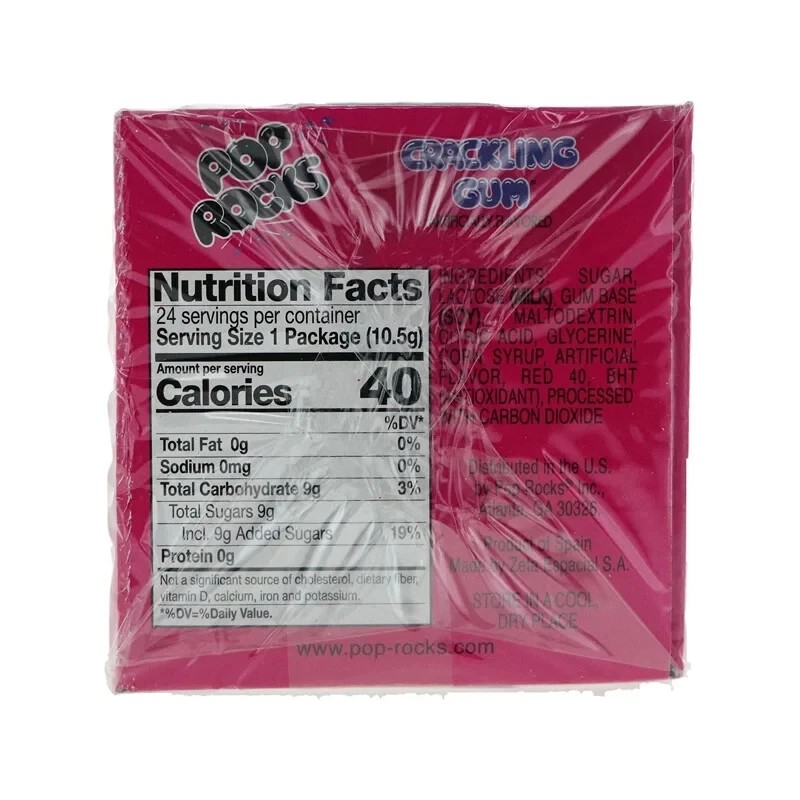 POP
ROCKS
CRACKLING
GUM
ARTIFICIALLY FLAVORED
Nutrition Facts
24 servings per container
Serving Size 1 Package (10.5g)
Amount per serving
Calories 40
%DV*
Total Fat 0g 0%
Sodium 0mg 0%
Total Carbohydrate 9g 3%
Total Sugars 9g
Incl. 9g Added Sugars 19%
Protein 0g
Not a significant source of cholesterol, dietary fiber,
vitamin D, calcium, iron and potassium.
*%DV=%Daily Value.
INGREDIENTS: SUGAR,
LACTOSE (MILK), GUM BASE
(SOY), MALTODEXTRIN,
CITRIC ACID, GLYCERINE,
CORN SYRUP, ARTIFICIAL
FLAVOR, RED 40, BHT
(ANTIOXIDANT), PROCESSED
WITH CARBON DIOXIDE
Distributed in the U.S.
by Pop Rocks® Inc.,
Atlanta, GA 30326
Product of Spain
Made by Zeta Espacial S.A.
STORE IN A COOL,
DRY PLACE
www.pop-rocks.com